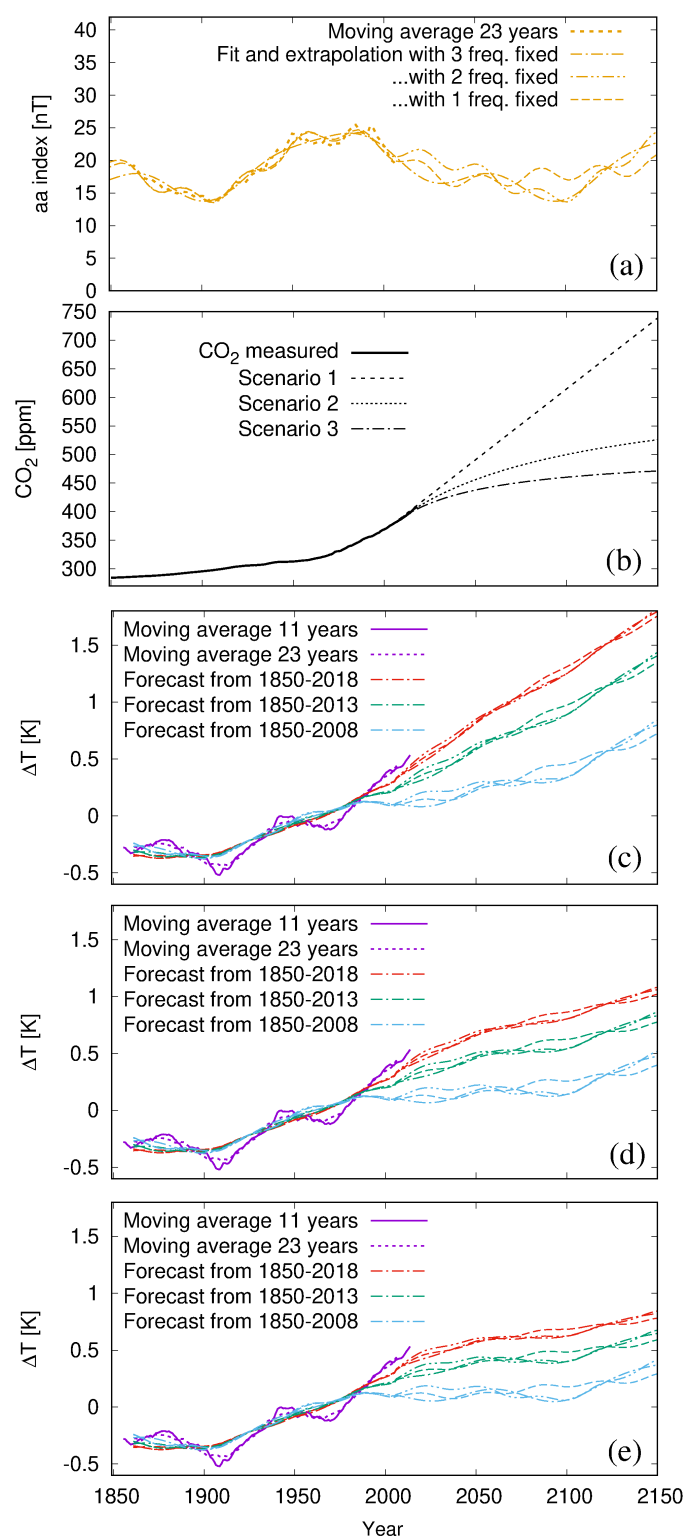 40
35
30
25
20
15
10
5
0
aa index [nT]
Moving average 23 years
Fit and extrapolation with 3 freq. fixed
...with 2 freq. fixed
...with 1 freq. fixed
(a)
750
700
650
600
550
500
450
400
350
300
CO2 [ppm]
CO2 measured
Scenario 1
Scenario 2
Scenario 3
(b)
1.5
1
0.5
0
-0.5
ΔT [K]
Moving average 11 years
Moving average 23 years
Forecast from 1850-2018
Forecast from 1850-2013
Forecast from 1850-2008
(c)
1.5
1
0.5
0
-0.5
ΔT [K]
Moving average 11 years
Moving average 23 years
Forecast from 1850-2018
Forecast from 1850-2013
Forecast from 1850-2008
(d)
1.5
1
0.5
0
-0.5
ΔT [K]
Moving average 11 years
Moving average 23 years
Forecast from 1850-2018
Forecast from 1850-2013
Forecast from 1850-2008
(e)
1850 1900 1950 2000 2050 2100 2150
Year